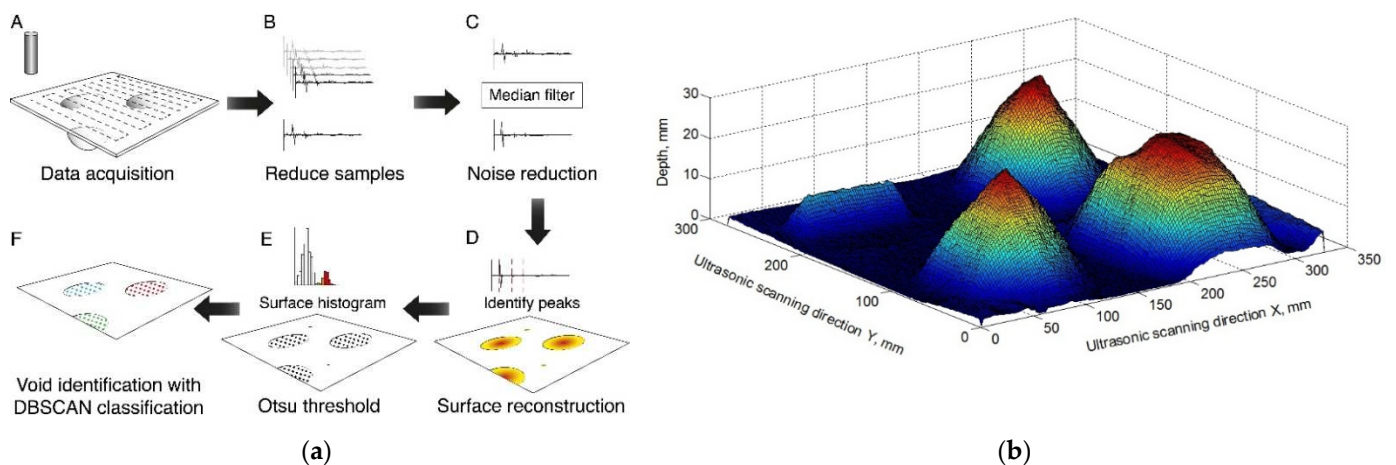 A
B
C
Median filter
Data acquisition
Reduce samples
Noise reduction
F
E
D
Surface histogram
Identify peaks
Void identification with
DBSCAN classification
Otsu threshold
Surface reconstruction
(a)
Depth, mm
30
20
10
0
300
200
100
0
Ultrasonic scanning direction Y, mm
0
50
100
150
200
250
300
350
Ultrasonic scanning direction X, mm
(b)